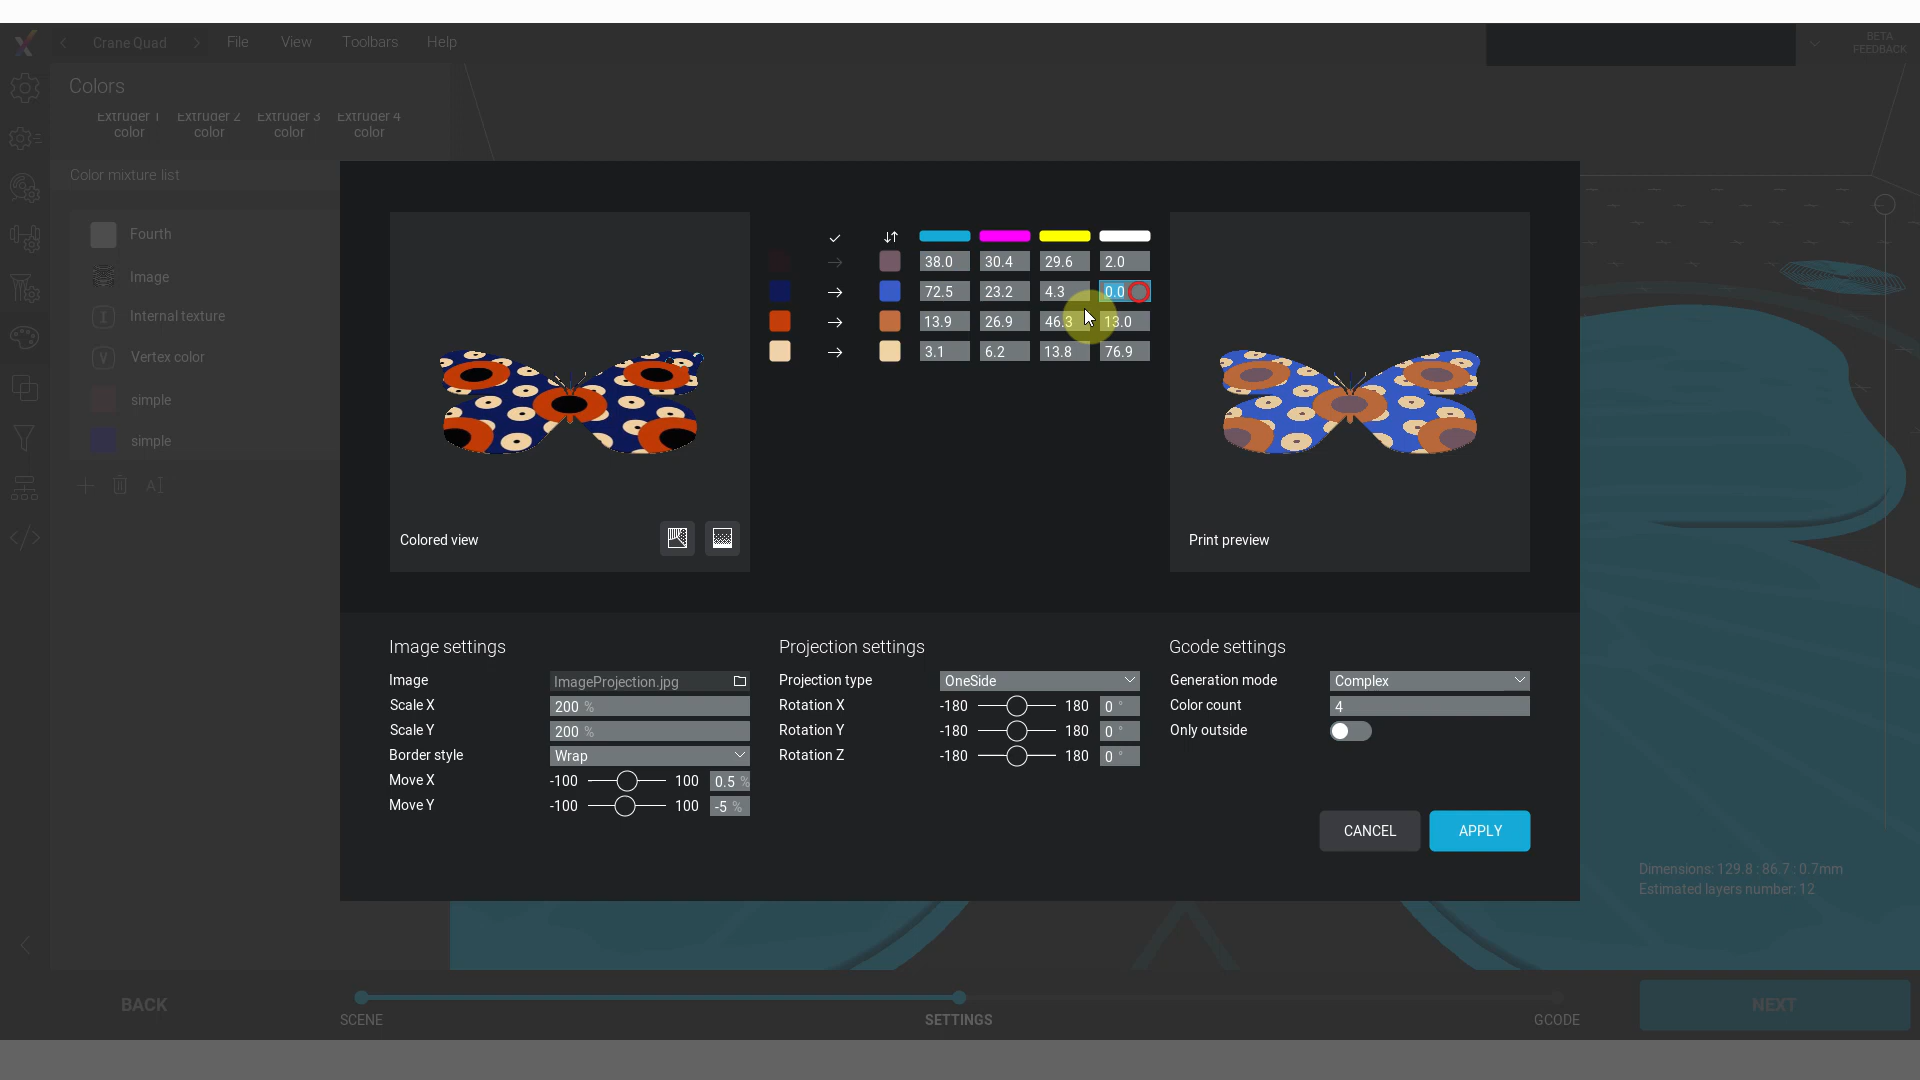 Crane Quad File View Toolbars Help
BETA
FEEDBACK
Colors
Extruder 1 Extruder 2 Extruder 3 Extruder 4
color color color color
Color mixture list
Fourth
Image
Internal texture
Vertex color
simple
simple
38.0 30.4 29.6 2.0
72.5 23.2 4.3 0.0
13.9 26.9 46.3 13.0
3.1 6.2 13.8 76.9
Colored view
Print preview
Image settings
Image ImageProjection.jpg
Scale X 200 %
Scale Y 200 %
Border style Wrap
Move X -100 100 0.5 %
Move Y -100 100 -5 %
Projection settings
Projection type OneSide
Rotation X -180 180 0 °
Rotation Y -180 180 0 °
Rotation Z -180 180 0 °
Gcode settings
Generation mode Complex
Color count 4
Only outside
CANCEL APPLY
Dimensions: 129.8 : 86.7 : 0.7mm
Estimated layers number: 12
BACK
SCENE SETTINGS GCODE
NEXT